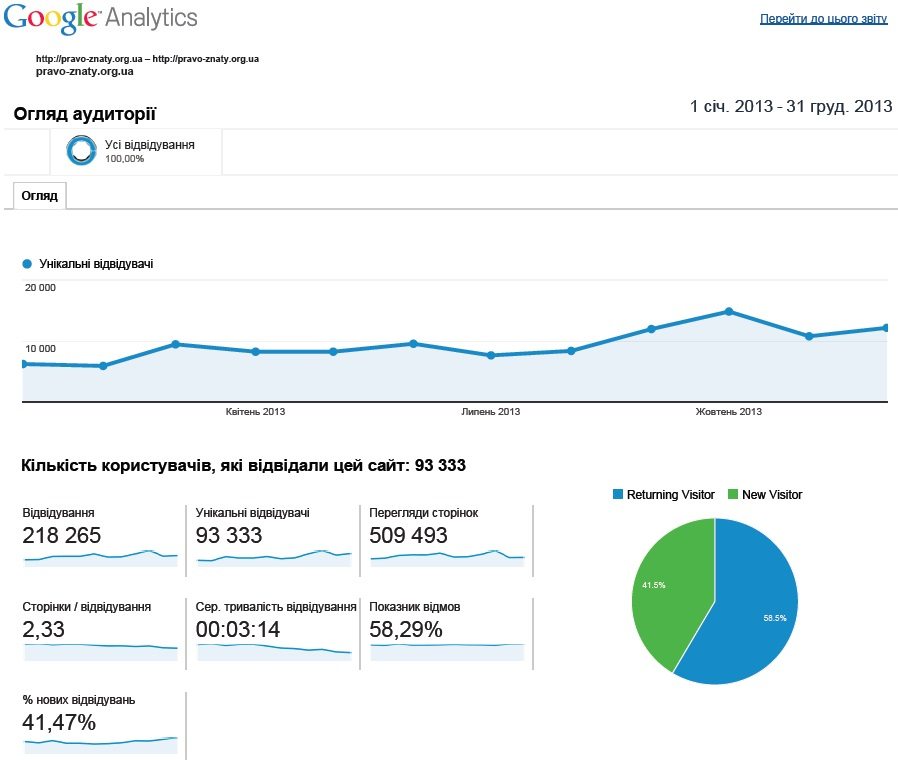 Google™ Analytics
Перейти до цього звіту
http://pravo-znaty.org.ua – http://pravo-znaty.org.ua
pravo-znaty.org.ua
Огляд аудиторії
1 січ. 2013 - 31 груд. 2013
Усі відвідування
100,00%
Огляд
Унікальні відвідувачі
20 000
10 000
Квітень 2013 Липень 2013 Жовтень 2013
Кількість користувачів, які відвідали цей сайт: 93 333
Відвідування
218 265
Унікальні відвідувачі
93 333
Перегляди сторінок
509 493
Сторінки / відвідування
2,33
Сер. тривалість відвідування
00:03:14
Показник відмов
58,29%
% нових відвідувань
41,47%
Returning Visitor New Visitor
41.5%
58.5%